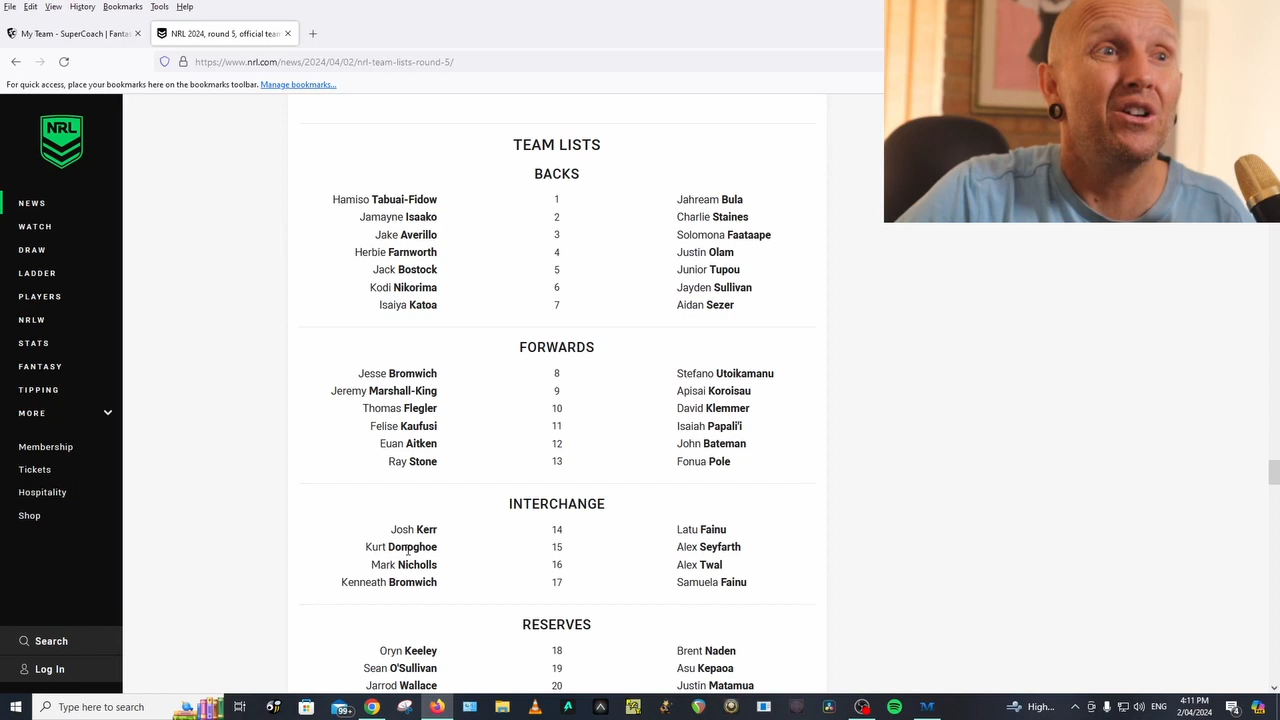 File Edit View History Bookmarks Tools Help
My Team - SuperCoach | Fantas
NRL 2024, round 5, official team
https://www.nrl.com/news/2024/04/02/nrl-team-lists-round-5/
For quick access, place your bookmarks here on the bookmarks toolbar. Manage bookmarks...
NRL
NEWS
WATCH
DRAW
LADDER
PLAYERS
NRLW
STATS
FANTASY
TIPPING
MORE
Membership
Tickets
Hospitality
Shop
Search
Log In
TEAM LISTS
BACKS
Hamiso Tabuai-Fidow 1 Jahream Bula
Jamayne Isaako 2 Charlie Staines
Jake Averillo 3 Solomona Faataape
Herbie Farnworth 4 Justin Olam
Jack Bostock 5 Junior Tupou
Kodi Nikorima 6 Jayden Sullivan
Isaiya Katoa 7 Aidan Sezer
FORWARDS
Jesse Bromwich 8 Stefano Utoikamanu
Jeremy Marshall-King 9 Apisai Koroisau
Thomas Flegler 10 David Klemmer
Felise Kaufusi 11 Isaiah Papali'i
Euan Aitken 12 John Bateman
Ray Stone 13 Fonua Pole
INTERCHANGE
Josh Kerr 14 Latu Fainu
Kurt Donoghoe 15 Alex Seyfarth
Mark Nicholls 16 Alex Twal
Kenneath Bromwich 17 Samuela Fainu
RESERVES
Oryn Keeley 18 Brent Naden
Sean O'Sullivan 19 Asu Kepaoa
Jarrod Wallace 20 Justin Matamua
Type here to search
99+
High...
4:11 PM
2/04/2024